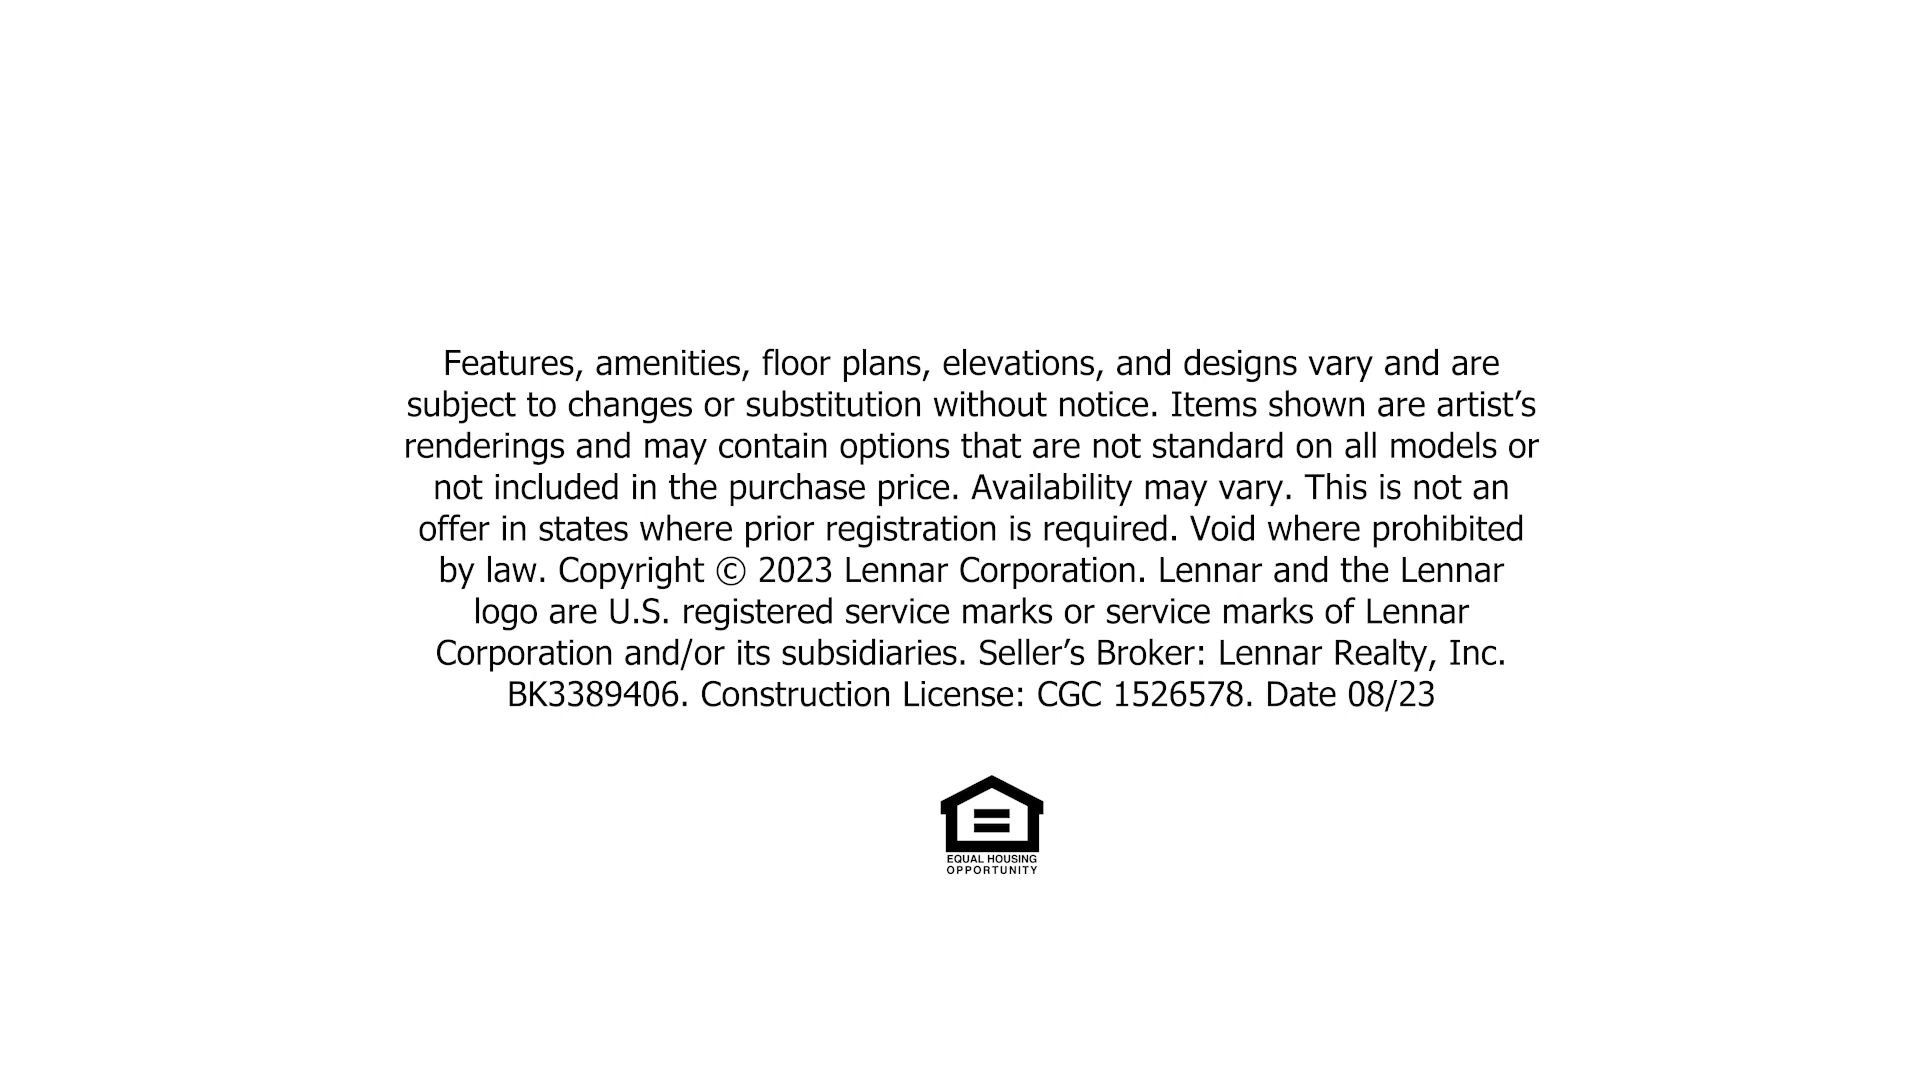 Features, amenities, floor plans, elevations, and designs vary and are
subject to changes or substitution without notice. Items shown are artist’s
renderings and may contain options that are not standard on all models or
not included in the purchase price. Availability may vary. This is not an
offer in states where prior registration is required. Void where prohibited
by law. Copyright © 2023 Lennar Corporation. Lennar and the Lennar
logo are U.S. registered service marks or service marks of Lennar
Corporation and/or its subsidiaries. Seller’s Broker: Lennar Realty, Inc.
BK3389406. Construction License: CGC 1526578. Date 08/23
EQUAL HOUSING
OPPORTUNITY